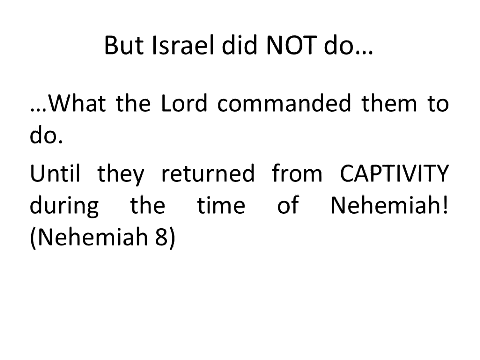 But Israel did NOT do…
…What the Lord commanded them to
do.
Until they returned from CAPTIVITY
during the time of Nehemiah!
(Nehemiah 8)